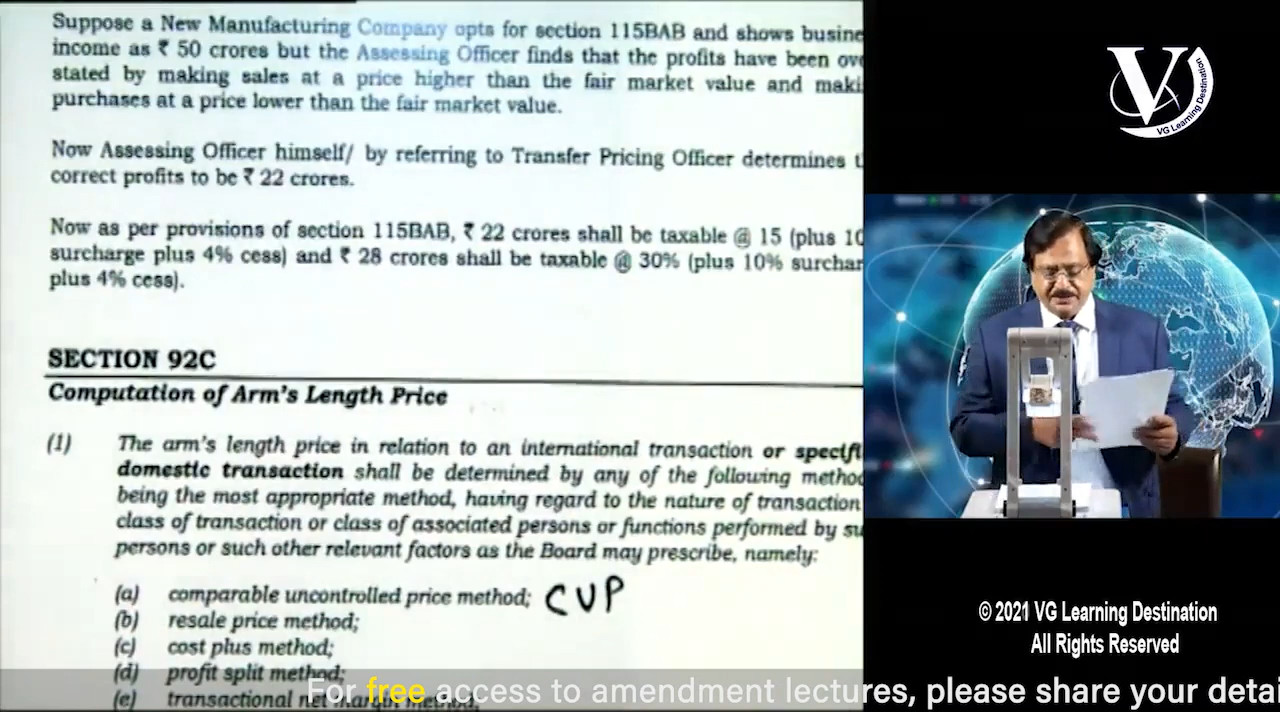 Suppose a New Manufacturing Company opts for section 115BAB and shows busine
income as ₹ 50 crores but the Assessing Officer finds that the profits have been ove
stated by making sales at a price higher than the fair market value and maki
purchases at a price lower than the fair market value.
Now Assessing Officer himself/ by referring to Transfer Pricing Officer determines t
correct profits to be ₹ 22 crores.
Now as per provisions of section 115BAB, ₹ 22 crores shall be taxable @ 15 (plus 10
surcharge plus 4% cess) and ₹ 28 crores shall be taxable @ 30% (plus 10% surchar
plus 4% cess).
SECTION 92C
Computation of Arm's Length Price
(1) The arm's length price in relation to an international transaction or specifi
domestic transaction shall be determined by any of the following method
being the most appropriate method, having regard to the nature of transaction
class of transaction or class of associated persons or functions performed by su
persons or such other relevant factors as the Board may prescribe, namely:
(a) comparable uncontrolled price method; CUP
(b) resale price method;
(c) cost plus method;
(d) profit split method;
(e) transactional net margin method.
For free access to amendment lectures, please share your detai
V
VG Learning Destination
© 2021 VG Learning Destination
All Rights Reserved